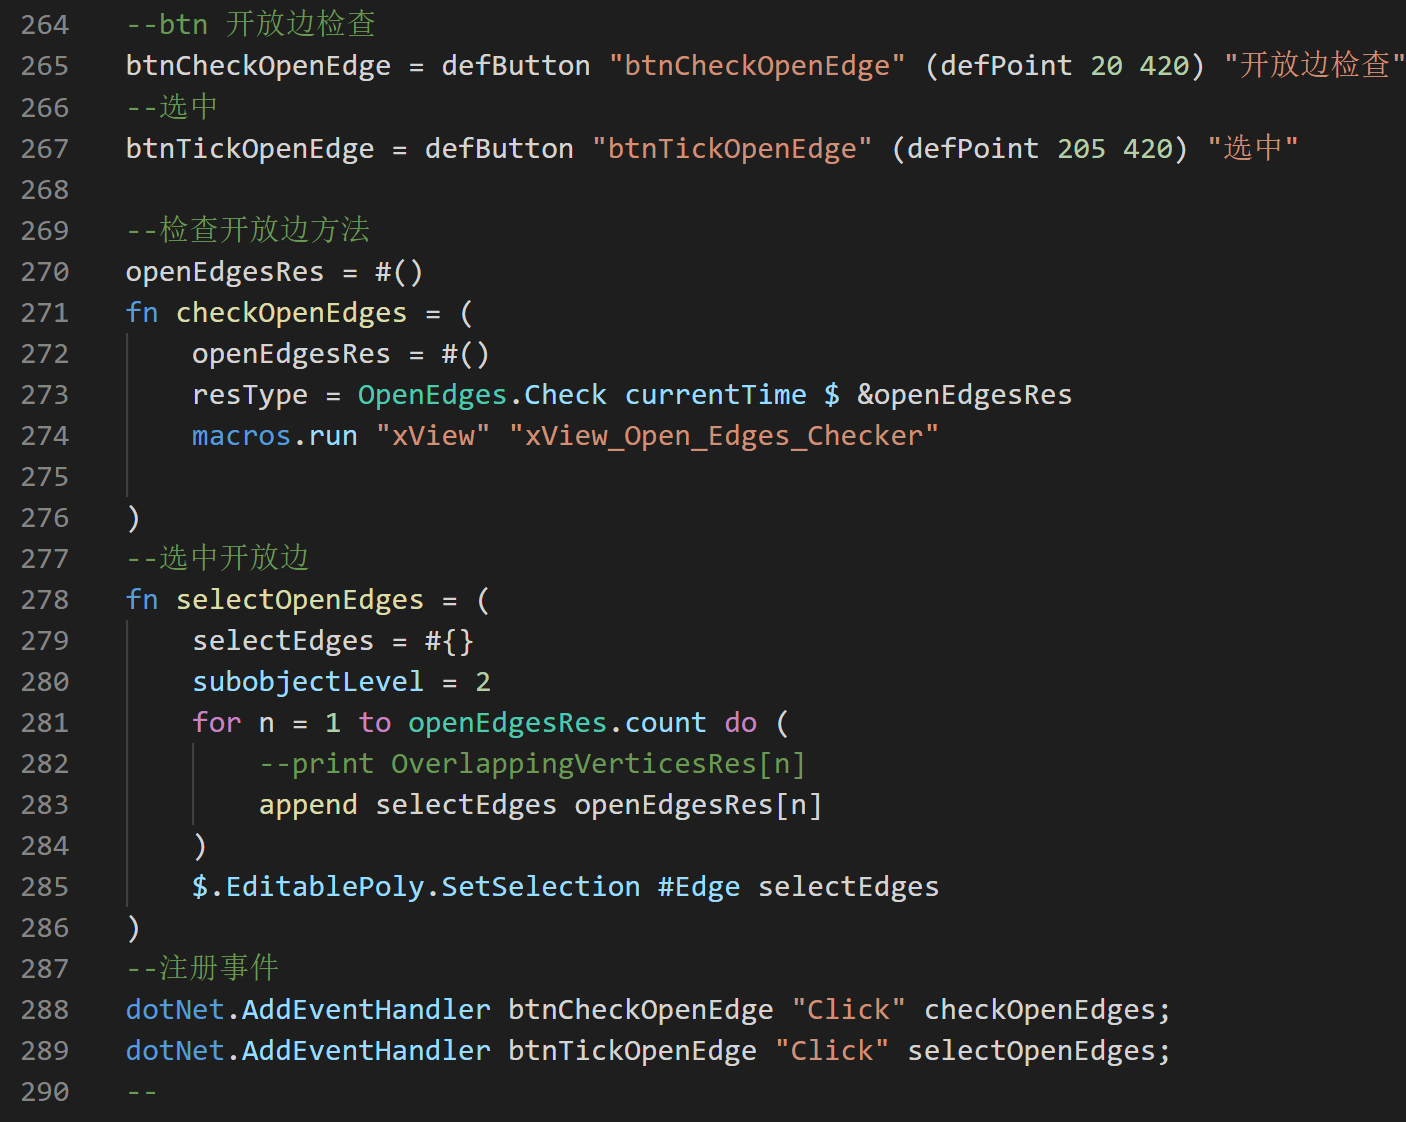 264 --btn 开放边检查
265 btnCheckOpenEdge = defButton "btnCheckOpenEdge" (defPoint 20 420) "开放边检查"
266 --选中
267 btnTickOpenEdge = defButton "btnTickOpenEdge" (defPoint 205 420) "选中"
268
269 --检查开放边方法
270 openEdgesRes = #()
271 fn checkOpenEdges = (
272 openEdgesRes = #()
273 resType = OpenEdges.Check currentTime $ &openEdgesRes
274 macros.run "xView" "xView_Open_Edges_Checker"
275
276 )
277 --选中开放边
278 fn selectOpenEdges = (
279 selectEdges = #{}
280 subobjectLevel = 2
281 for n = 1 to openEdgesRes.count do (
282 --print OverlappingVerticesRes[n]
283 append selectEdges openEdgesRes[n]
284 )
285 $.EditablePoly.SetSelection #Edge selectEdges
286 )
287 --注册事件
288 dotNet.AddEventHandler btnCheckOpenEdge "Click" checkOpenEdges;
289 dotNet.AddEventHandler btnTickOpenEdge "Click" selectOpenEdges;
290 --